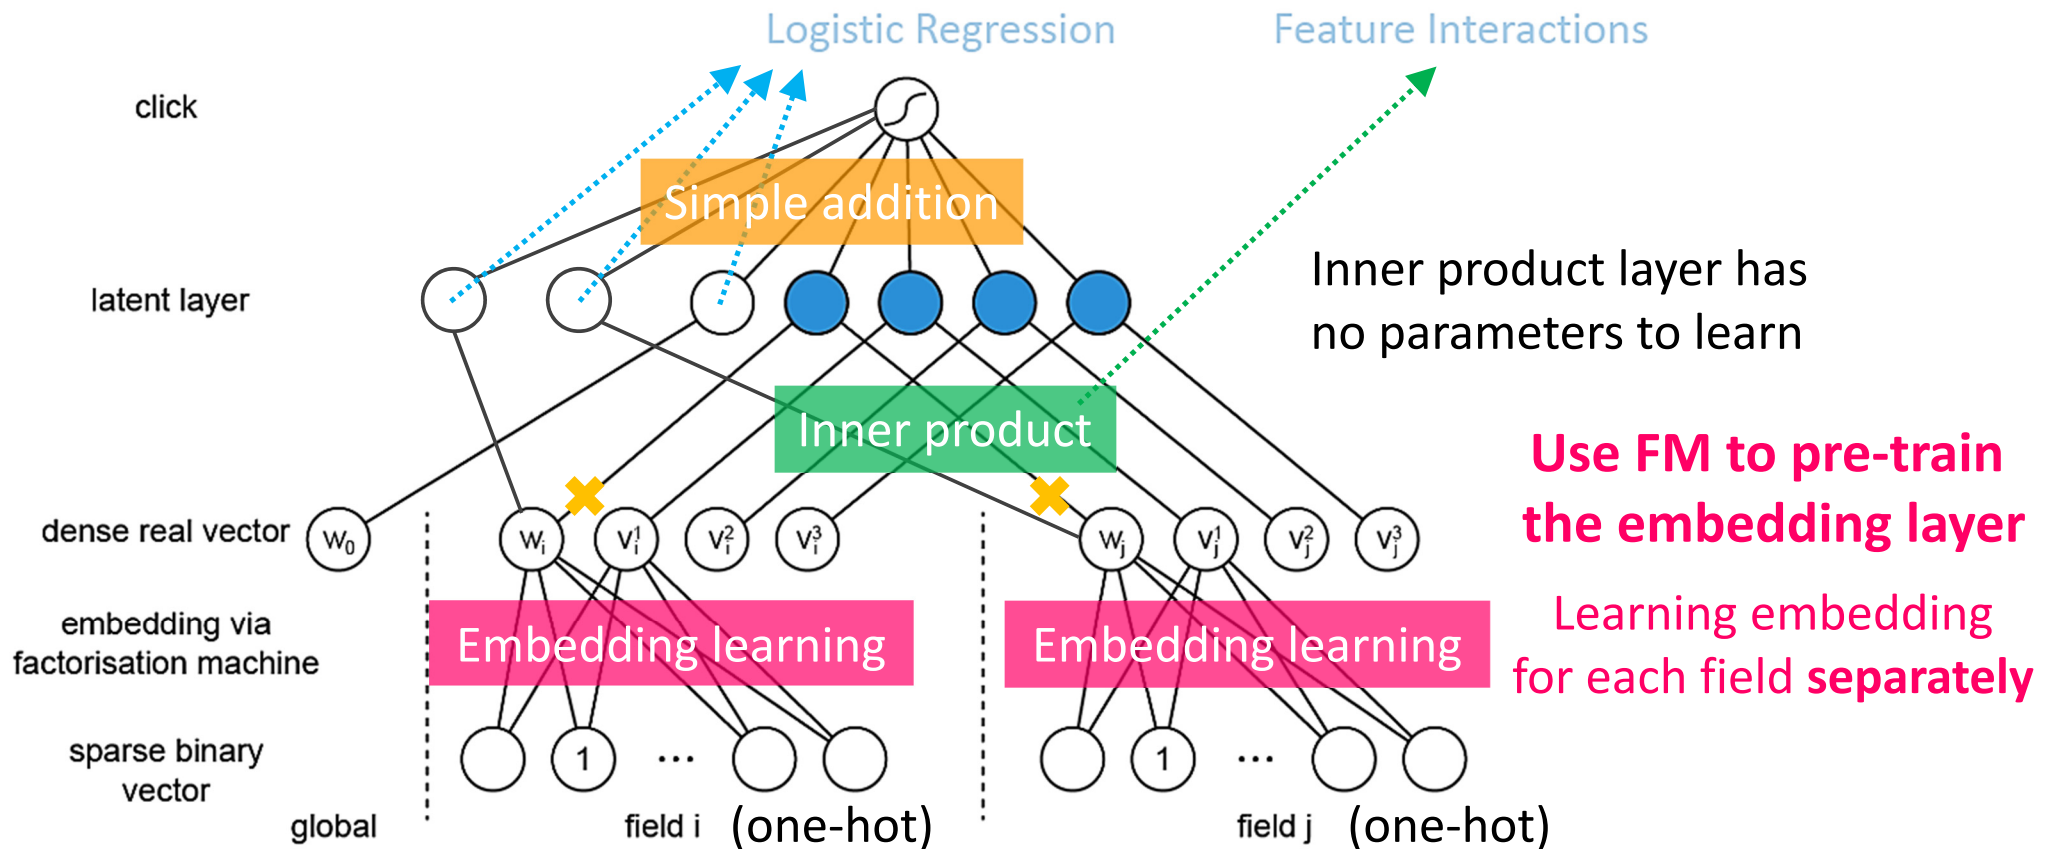 Logistic Regression
Feature Interactions
click
Simple addition
latent layer
Inner product layer has
no parameters to learn
Inner product
Use FM to pre-train
the embedding layer
dense real vector
w0
wi
vi1
vi2
vi3
wj
vj1
vj2
vj3
Learning embedding
for each field separately
embedding via
factorisation machine
Embedding learning
Embedding learning
sparse binary
vector
1
...
1
...
global
field i
(one-hot)
field j
(one-hot)